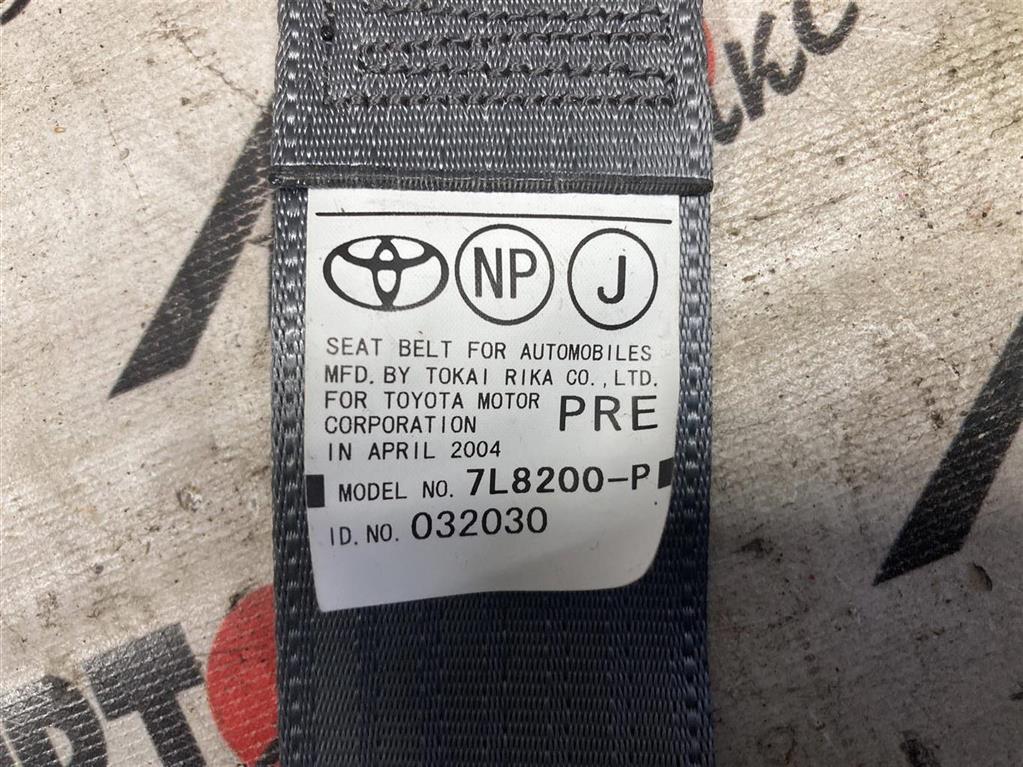 NP J
SEAT BELT FOR AUTOMOBILES
MFD. BY TOKAI RIKA CO., LTD.
FOR TOYOTA MOTOR
CORPORATION PRE
IN APRIL 2004
MODEL NO. 7L8200-P
ID. NO. 032030